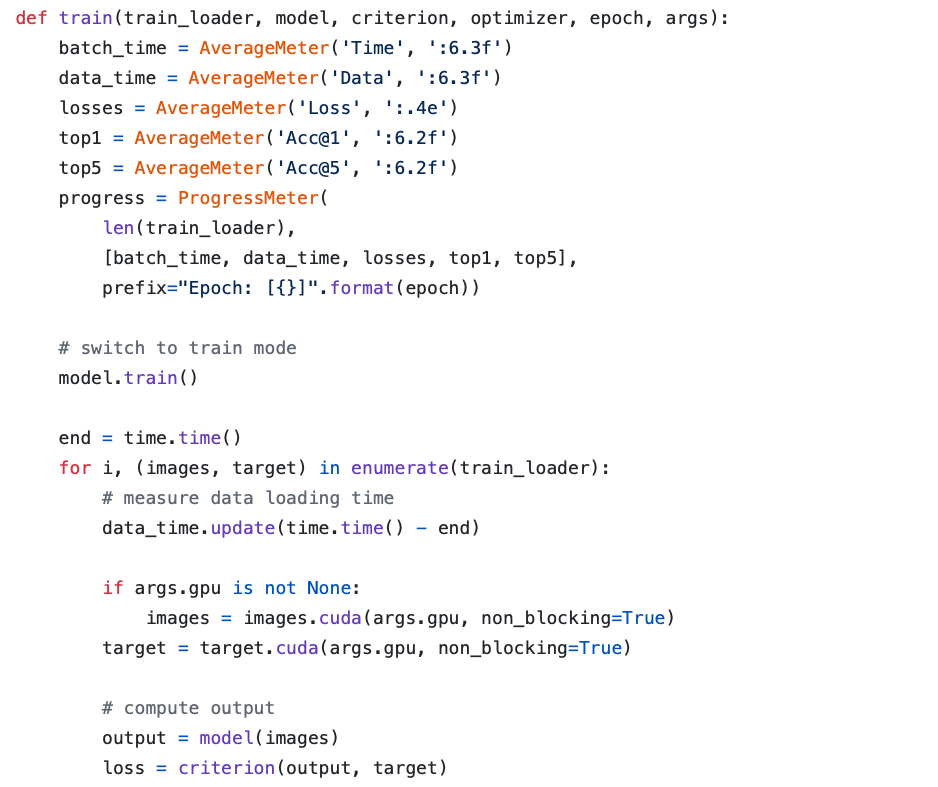 def train(train_loader, model, criterion, optimizer, epoch, args):
    batch_time = AverageMeter('Time', ':6.3f')
    data_time = AverageMeter('Data', ':6.3f')
    losses = AverageMeter('Loss', ':.4e')
    top1 = AverageMeter('Acc@1', ':6.2f')
    top5 = AverageMeter('Acc@5', ':6.2f')
    progress = ProgressMeter(
        len(train_loader),
        [batch_time, data_time, losses, top1, top5],
        prefix="Epoch: [{}]".format(epoch))

    # switch to train mode
    model.train()

    end = time.time()
    for i, (images, target) in enumerate(train_loader):
        # measure data loading time
        data_time.update(time.time() - end)

        if args.gpu is not None:
            images = images.cuda(args.gpu, non_blocking=True)
        target = target.cuda(args.gpu, non_blocking=True)

        # compute output
        output = model(images)
        loss = criterion(output, target)